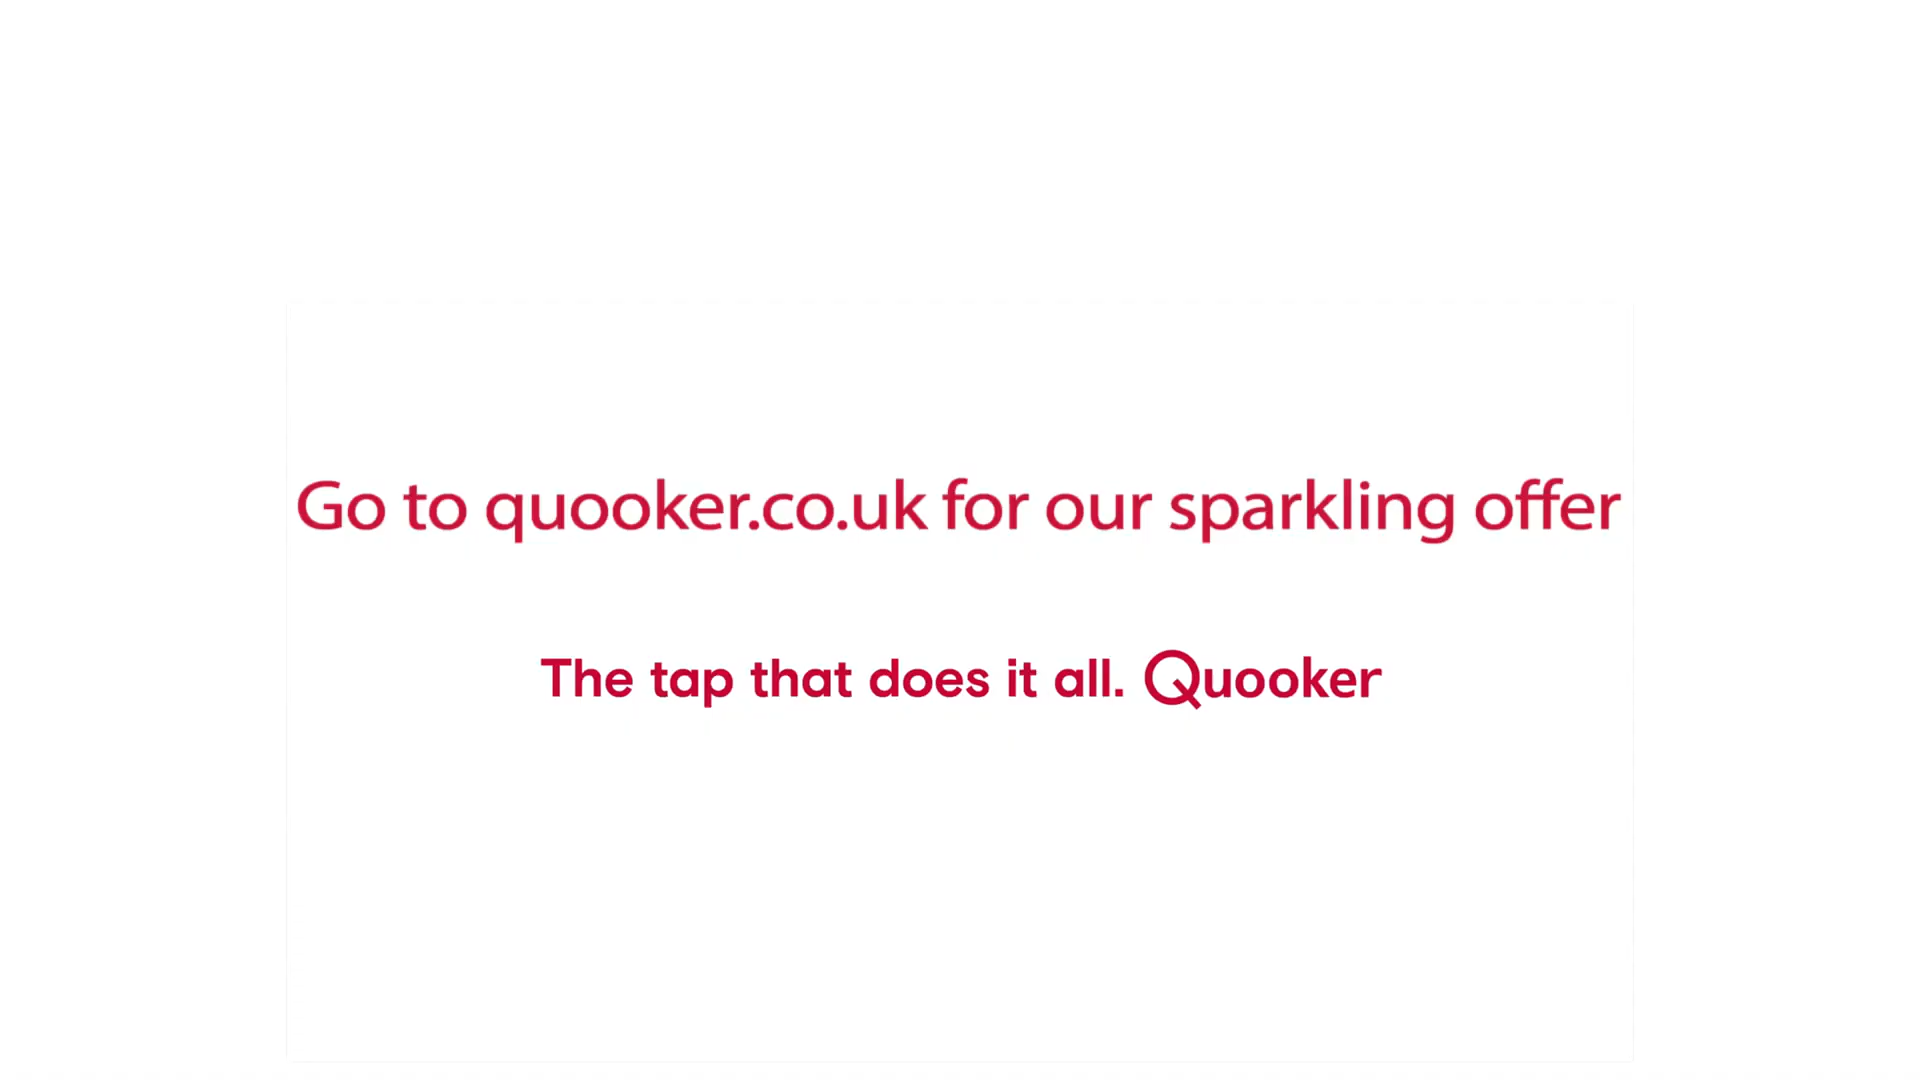 Go to quooker.co.uk for our sparkling offer
The tap that does it all. Quooker